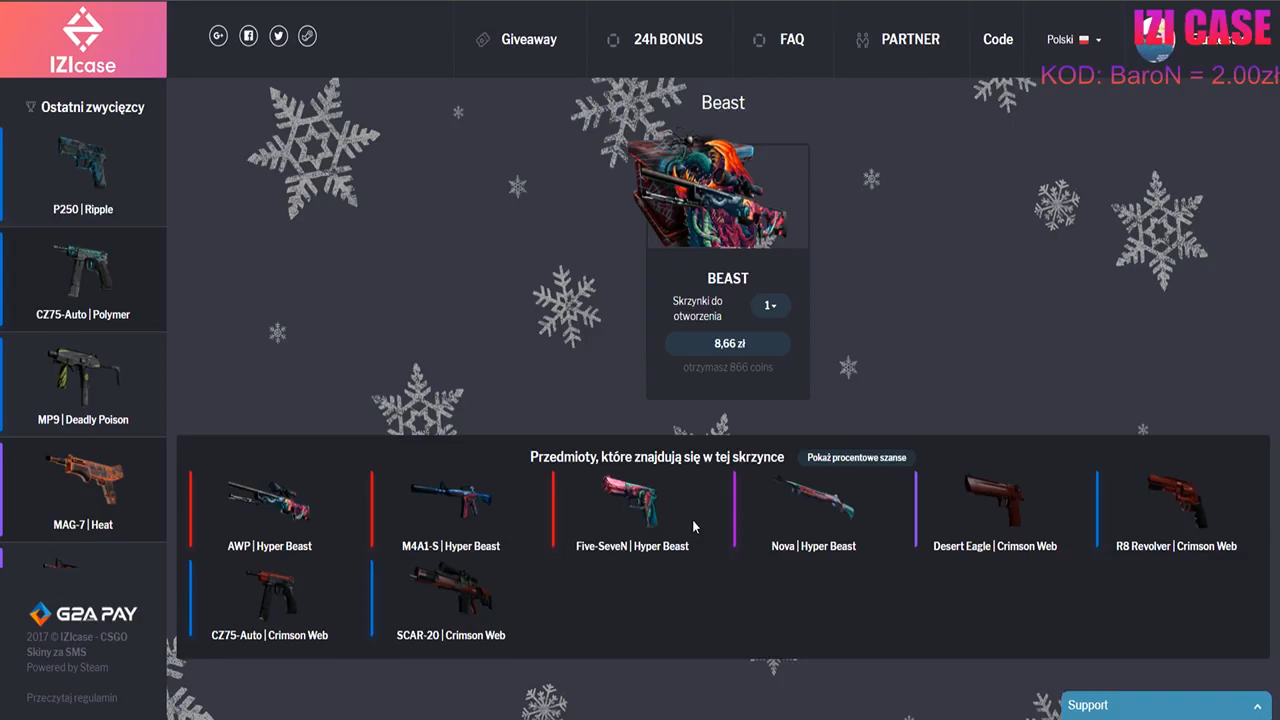 IZIcase
Giveaway
24h BONUS
FAQ
PARTNER
Code
Polski
IZI CASE
KOD: BaroN = 2.00zł
Ostatni zwycięzcy
P250 | Ripple
CZ75-Auto | Polymer
MP9 | Deadly Poison
MAG-7 | Heat
G2A PAY
2017 © IZIcase - CSGO
Skiny za SMS
Powered by Steam
Przeczytaj regulamin
Beast
BEAST
Skrzynki do
otworzenia
1
8,66 zł
otrzymasz 866 coins
Przedmioty, które znajdują się w tej skrzynce
Pokaż procentowe szanse
AWP | Hyper Beast
M4A1-S | Hyper Beast
Five-SeveN | Hyper Beast
Nova | Hyper Beast
Desert Eagle | Crimson Web
R8 Revolver | Crimson Web
CZ75-Auto | Crimson Web
SCAR-20 | Crimson Web
Support